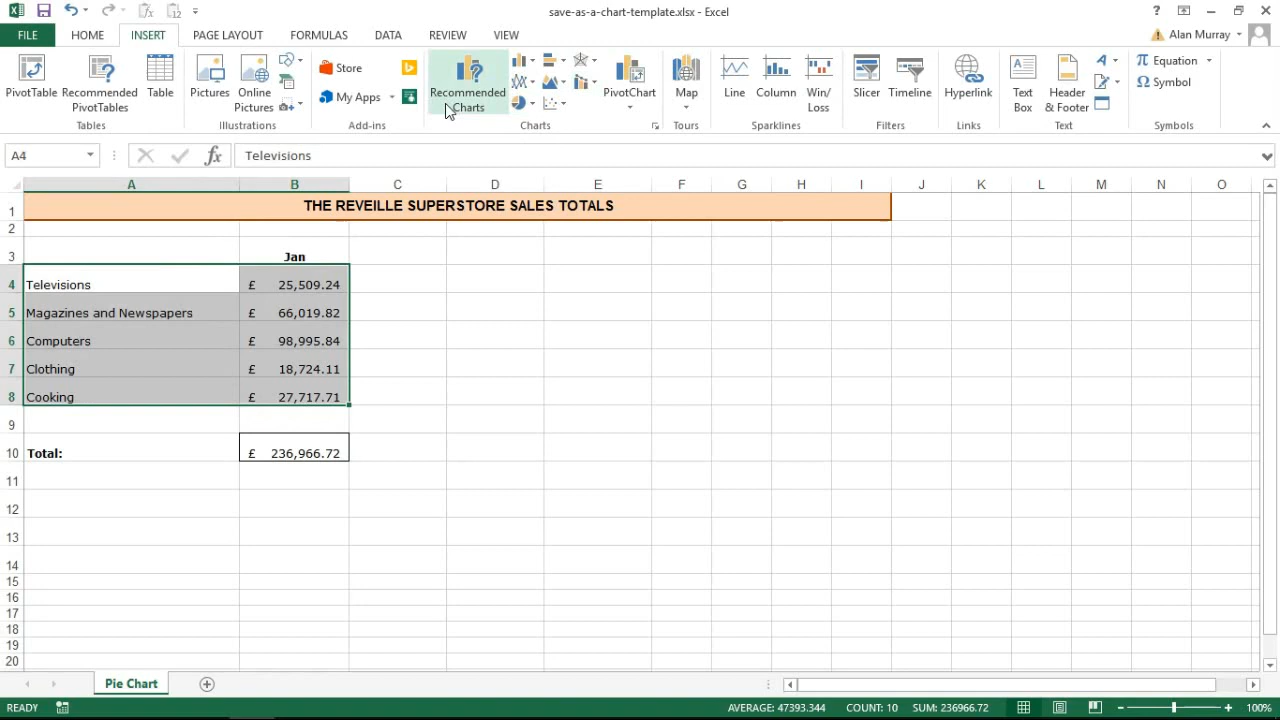 save-as-a-chart-template.xlsx - Excel
?
FILE HOME INSERT PAGE LAYOUT FORMULAS DATA REVIEW VIEW Alan Murray
PivotTable
Recommended
PivotTables
Table
Pictures
Online
Pictures
Store
My Apps
Recommended
Charts
PivotChart
Map
Line
Column
Win/
Loss
Slicer
Timeline
Hyperlink
Text
Box
Header
& Footer
π Equation
Ω Symbol
Tables Illustrations Add-ins Charts Tours Sparklines Filters Links Text Symbols
A4 fx Televisions
A B C D E F G H I J K L M N O
1 THE REVEILLE SUPERSTORE SALES TOTALS
2
3 Jan
4 Televisions £ 25,509.24
5 Magazines and Newspapers £ 66,019.82
6 Computers £ 98,995.84
7 Clothing £ 18,724.11
8 Cooking £ 27,717.71
9
10 Total: £ 236,966.72
11
12
13
14
15
16
17
18
19
20
Pie Chart
READY AVERAGE: 47393.344 COUNT: 10 SUM: 236966.72 100%